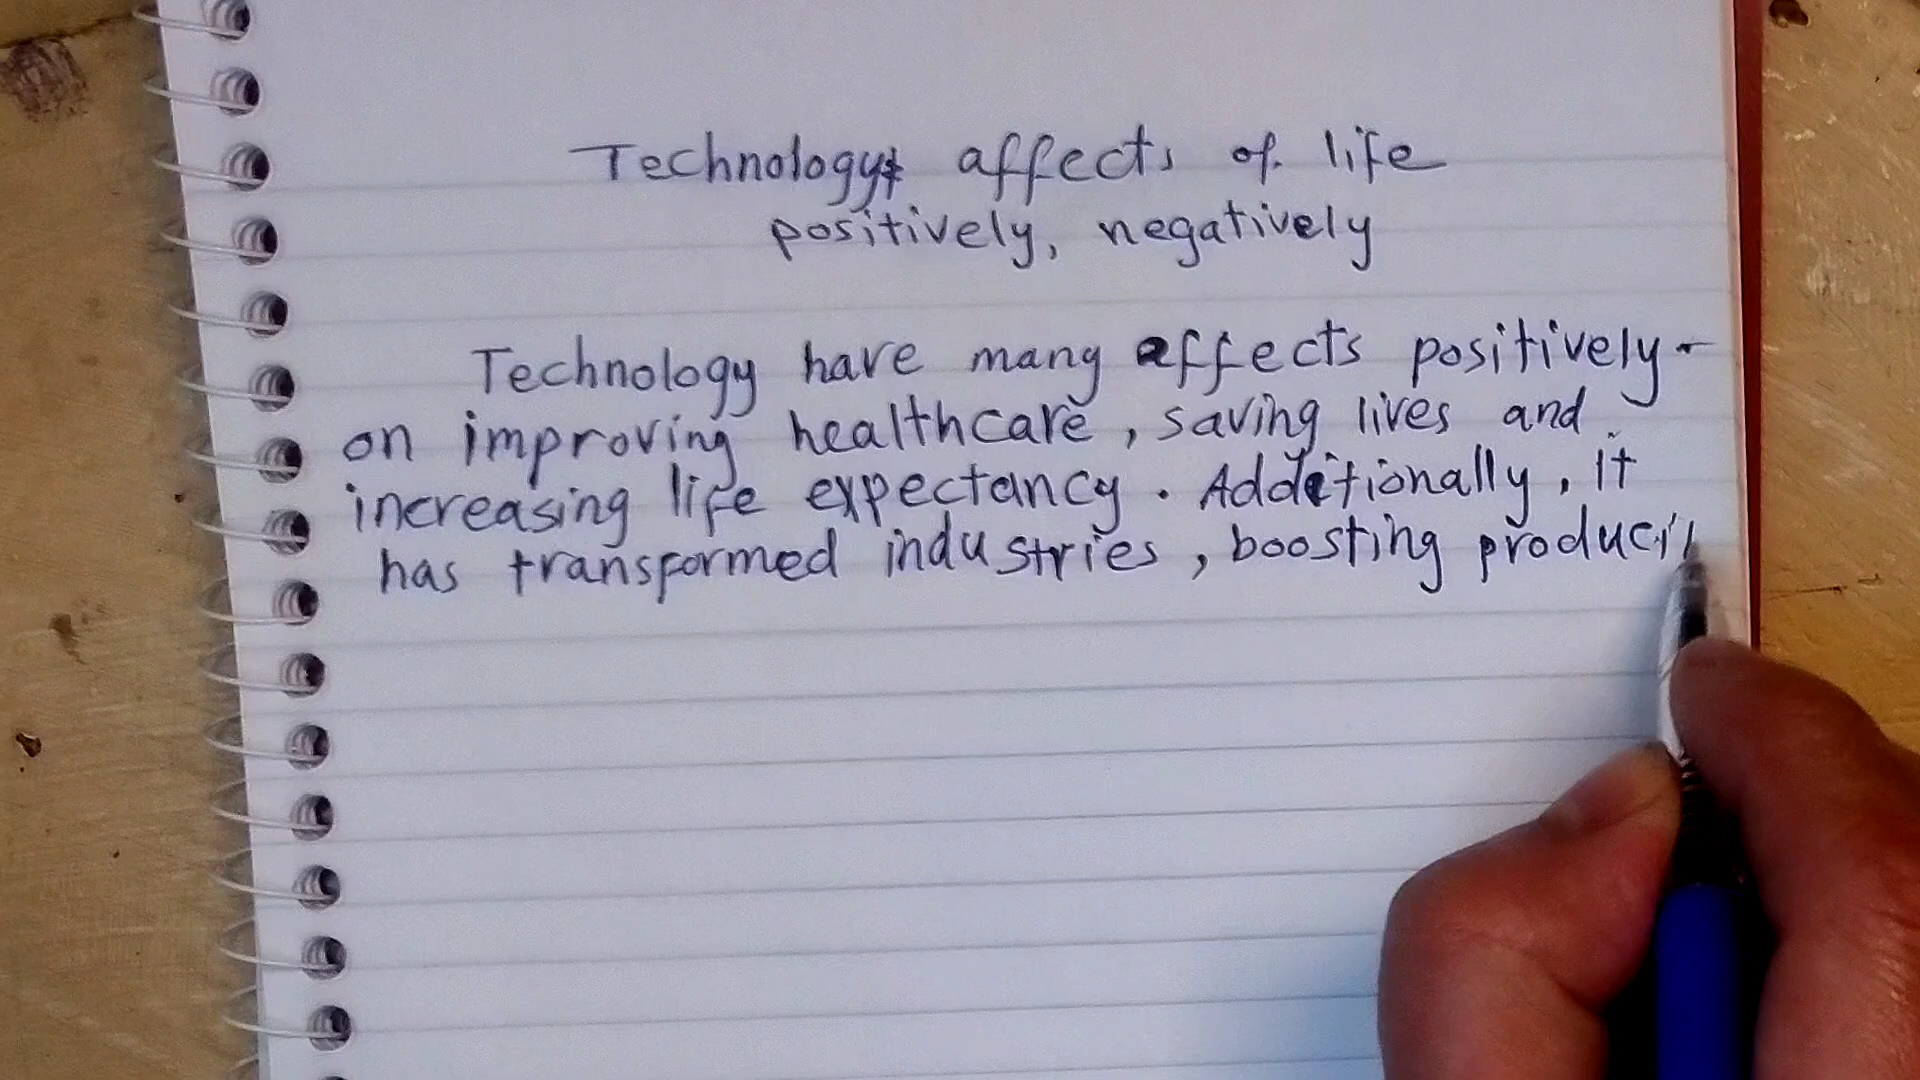 Technology affects of life
positively, negatively
Technology have many affects positively-
on improving healthcare, saving lives and
increasing life expectancy. Additionally, it
has transformed industries, boosting producti